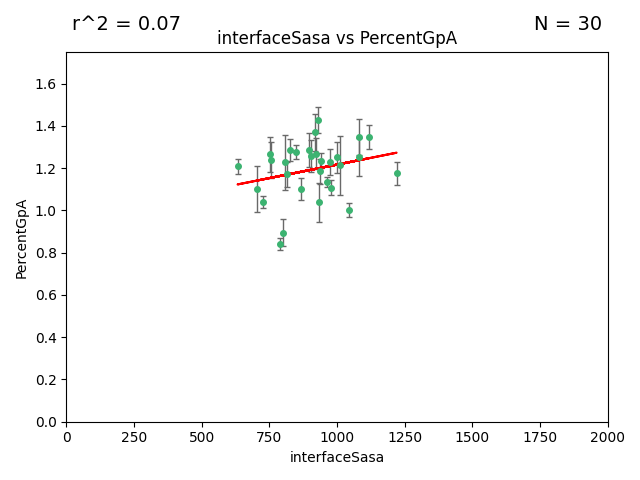 r^2 = 0.07
N = 30
interfaceSasa vs PercentGpA
PercentGpA
1.6
1.4
1.2
1.0
0.8
0.6
0.4
0.2
0.0
0 250 500 750 1000 1250 1500 1750 2000
interfaceSasa